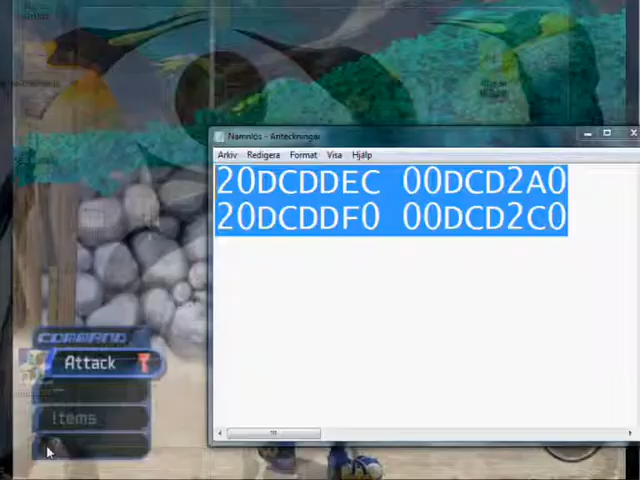 Namnlös - Anteckningar
Arkiv Redigera Format Visa Hjälp
20DCDDEC 00DCD2A0
20DCDDF0 00DCD2C0
COMMAND
Attack
Items